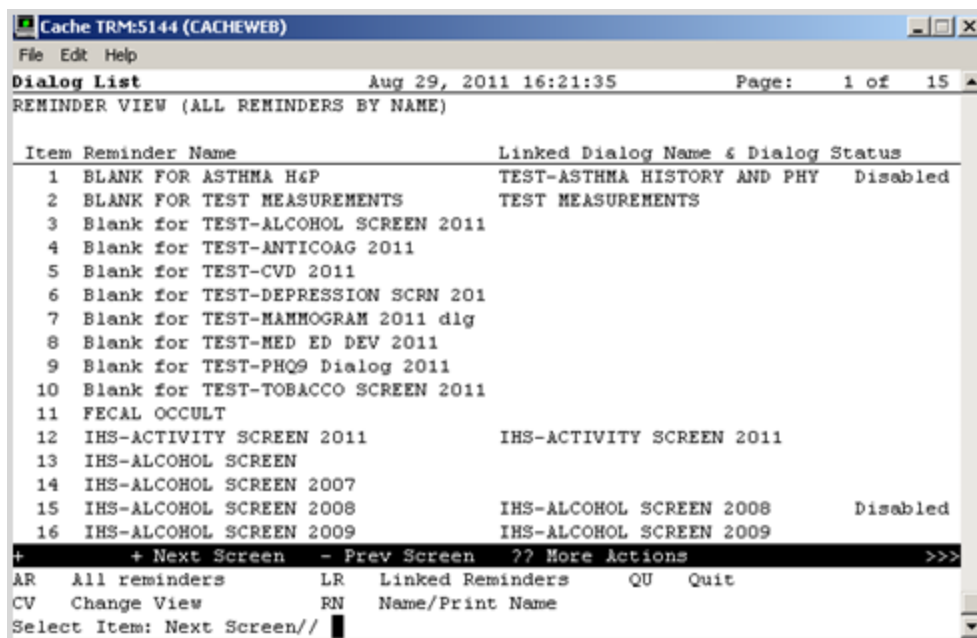 Cache TRM:5144 (CACHEWEB)
File Edit Help
Dialog List Aug 29, 2011 16:21:35 Page: 1 of 15
REMINDER VIEW (ALL REMINDERS BY NAME)
Item Reminder Name Linked Dialog Name & Dialog Status
1 BLANK FOR ASTHMA H&P TEST-ASTHMA HISTORY AND PHY Disabled
2 BLANK FOR TEST MEASUREMENTS TEST MEASUREMENTS
3 Blank for TEST-ALCOHOL SCREEN 2011
4 Blank for TEST-ANTICOAG 2011
5 Blank for TEST-CVD 2011
6 Blank for TEST-DEPRESSION SCRN 201
7 Blank for TEST-MAMMOGRAM 2011 dlg
8 Blank for TEST-MED ED DEV 2011
9 Blank for TEST-PHQ9 Dialog 2011
10 Blank for TEST-TOBACCO SCREEN 2011
11 FECAL OCCULT
12 IHS-ACTIVITY SCREEN 2011 IHS-ACTIVITY SCREEN 2011
13 IHS-ALCOHOL SCREEN
14 IHS-ALCOHOL SCREEN 2007
15 IHS-ALCOHOL SCREEN 2008 IHS-ALCOHOL SCREEN 2008 Disabled
16 IHS-ALCOHOL SCREEN 2009 IHS-ALCOHOL SCREEN 2009
+ + Next Screen - Prev Screen ?? More Actions >>>
AR All reminders LR Linked Reminders QU Quit
CV Change View RN Name/Print Name
Select Item: Next Screen//